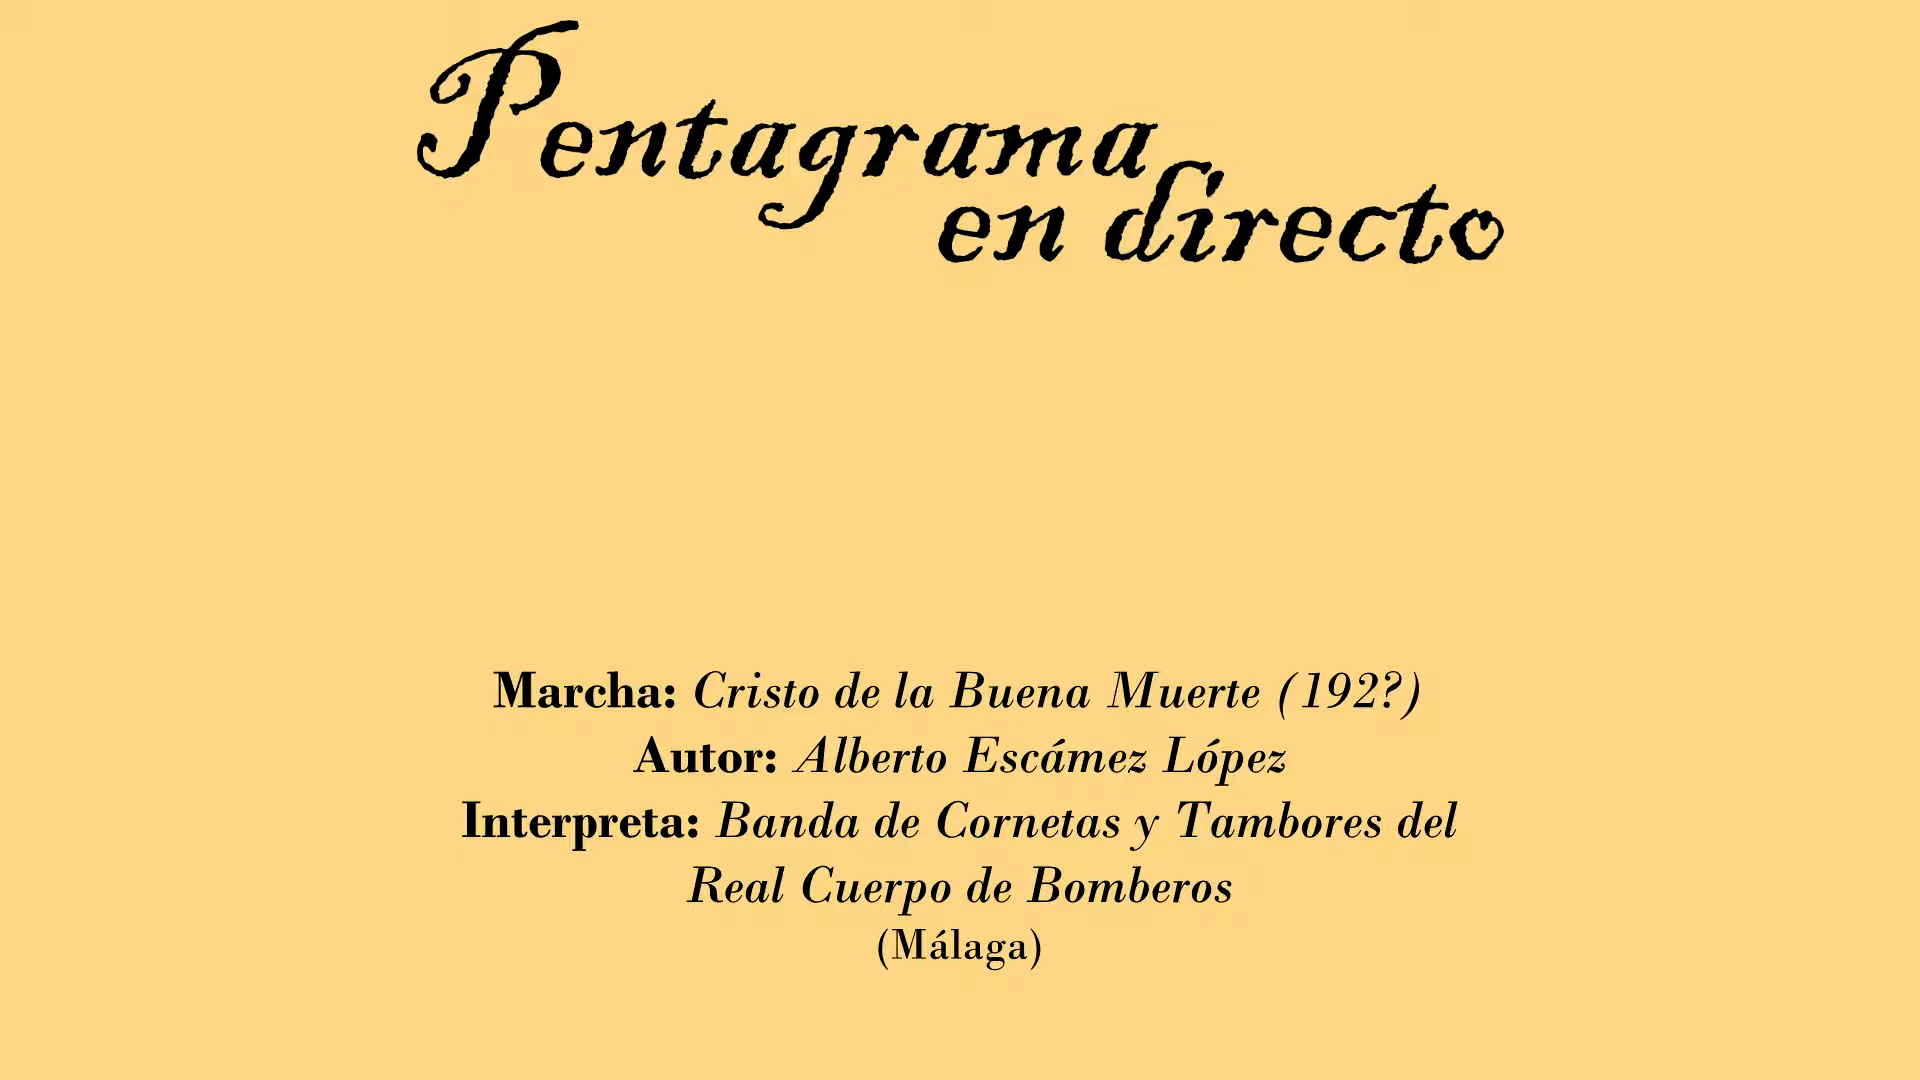 Pentagrama
en directo
Marcha: Cristo de la Buena Muerte (192?)
Autor: Alberto Escámez López
Interpreta: Banda de Cornetas y Tambores del
Real Cuerpo de Bomberos
(Málaga)